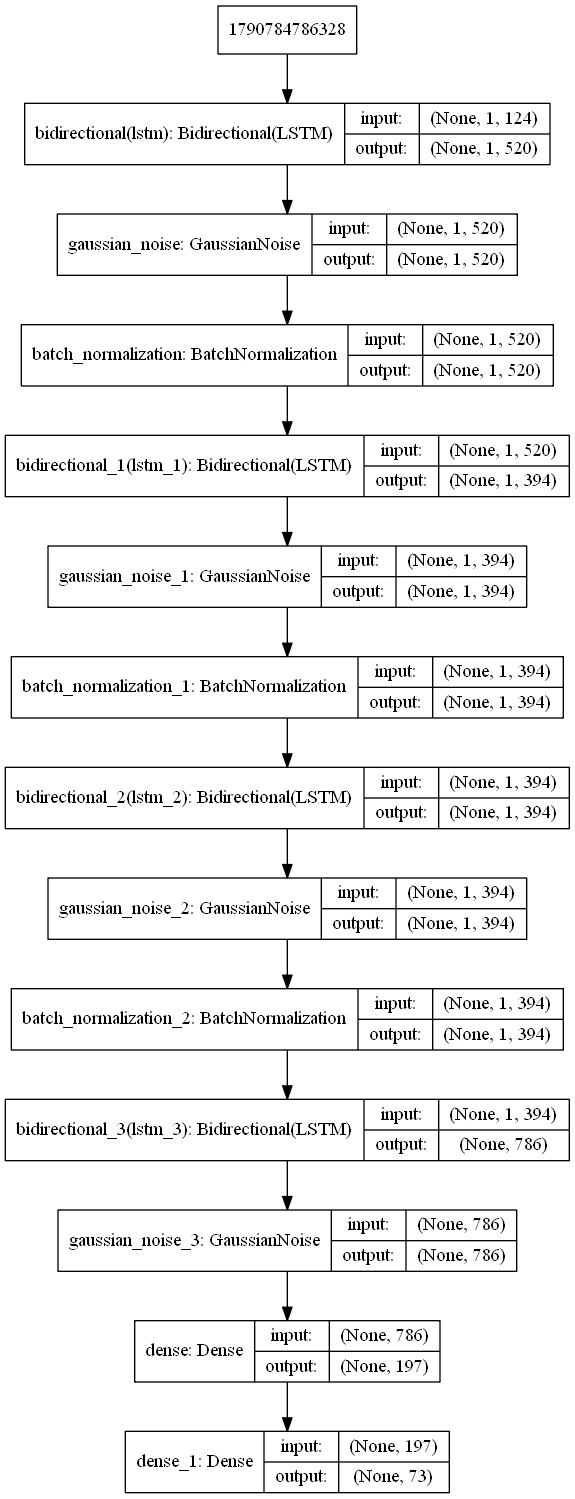 1790784786328
bidirectional(lstm): Bidirectional(LSTM)
input: (None, 1, 124)
output: (None, 1, 520)
gaussian_noise: GaussianNoise
input: (None, 1, 520)
output: (None, 1, 520)
batch_normalization: BatchNormalization
input: (None, 1, 520)
output: (None, 1, 520)
bidirectional_1(lstm_1): Bidirectional(LSTM)
input: (None, 1, 520)
output: (None, 1, 394)
gaussian_noise_1: GaussianNoise
input: (None, 1, 394)
output: (None, 1, 394)
batch_normalization_1: BatchNormalization
input: (None, 1, 394)
output: (None, 1, 394)
bidirectional_2(lstm_2): Bidirectional(LSTM)
input: (None, 1, 394)
output: (None, 1, 394)
gaussian_noise_2: GaussianNoise
input: (None, 1, 394)
output: (None, 1, 394)
batch_normalization_2: BatchNormalization
input: (None, 1, 394)
output: (None, 1, 394)
bidirectional_3(lstm_3): Bidirectional(LSTM)
input: (None, 1, 394)
output: (None, 786)
gaussian_noise_3: GaussianNoise
input: (None, 786)
output: (None, 786)
dense: Dense
input: (None, 786)
output: (None, 197)
dense_1: Dense
input: (None, 197)
output: (None, 73)